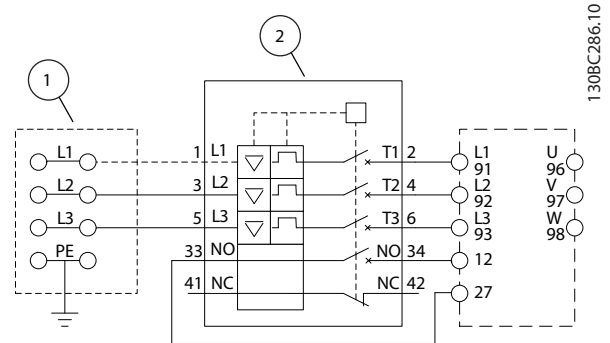 130BC286.10
2
1
L1
1 L1
T1 2
L1
91
U
96
L2
3 L2
T2 4
L2
92
V
97
L3
5 L3
T3 6
L3
93
W
98
PE
33 NO
NO 34
12
41 NC
NC 42
27